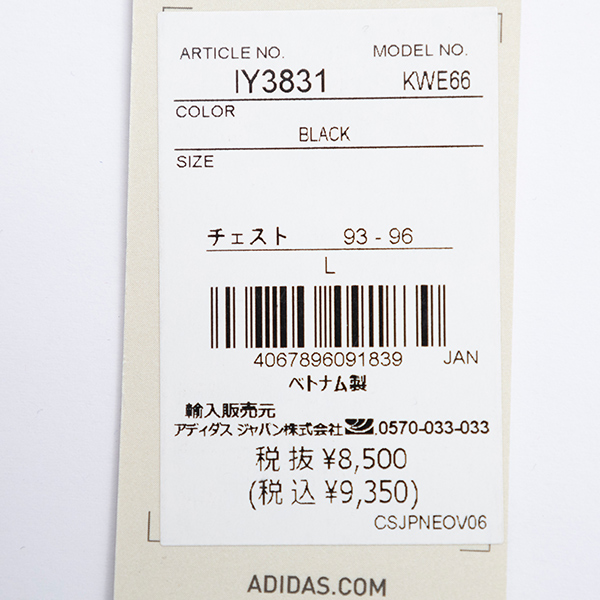 ARTICLE NO. MODEL NO.
IY3831 KWE66
COLOR
BLACK
SIZE
チェスト 93 - 96
L
4067896091839 JAN
ベトナム製
輸入販売元
アディダス ジャパン株式会社 .0570-033-033
税抜 ¥8,500
(税込 ¥9,350)
CSJPNEOV06
ADIDAS.COM